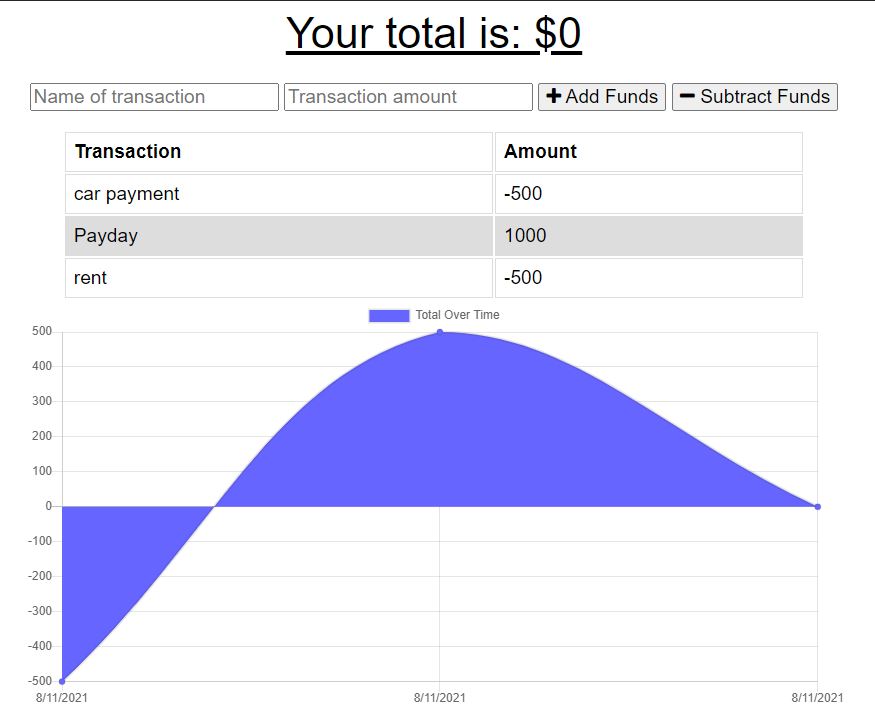 Your total is: $0
Name of transaction Transaction amount + Add Funds − Subtract Funds
Transaction Amount
car payment -500
Payday 1000
rent -500
Total Over Time
500
400
300
200
100
0
-100
-200
-300
-400
-500
8/11/2021 8/11/2021 8/11/2021